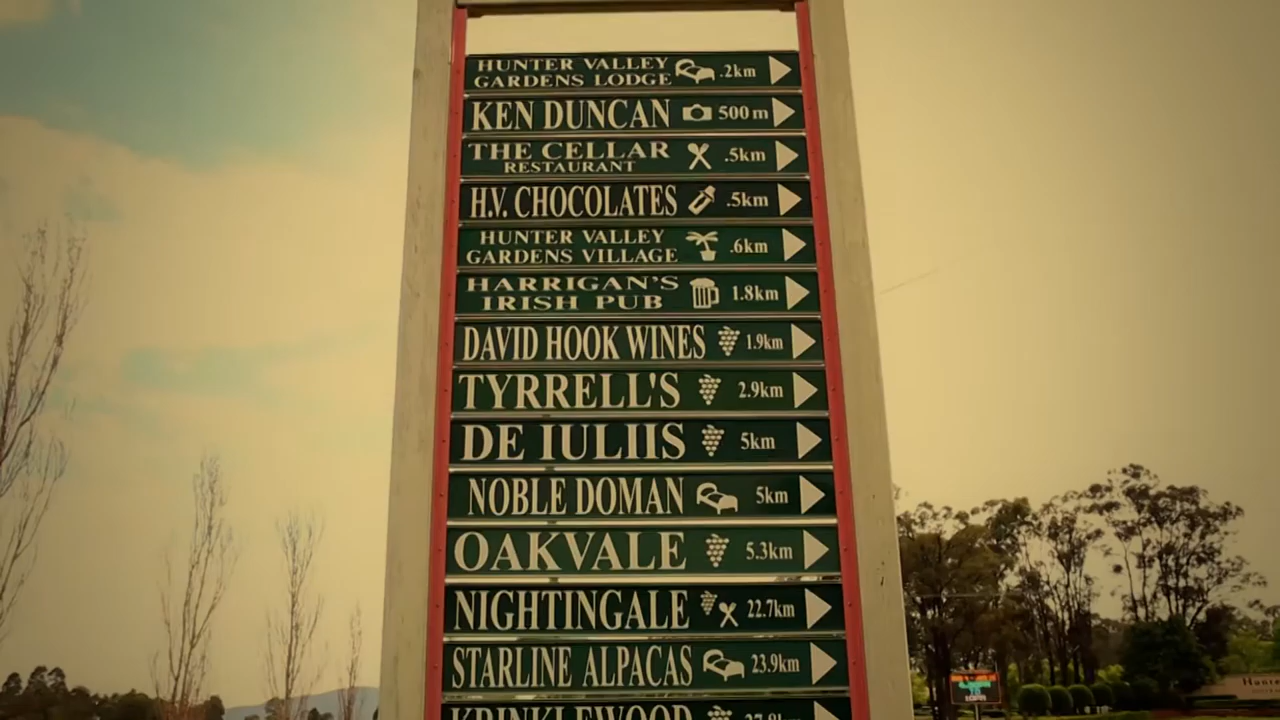 HUNTER VALLEY
GARDENS LODGE .2km
KEN DUNCAN 500m
THE CELLAR
RESTAURANT .5km
H.V. CHOCOLATES .5km
HUNTER VALLEY
GARDENS VILLAGE .6km
HARRIGAN'S
IRISH PUB 1.8km
DAVID HOOK WINES 1.9km
TYRRELL'S 2.9km
DE IULIIS 5km
NOBLE DOMAN 5km
OAKVALE 5.3km
NIGHTINGALE 22.7km
STARLINE ALPACAS 23.9km
KRINKLEWOOD